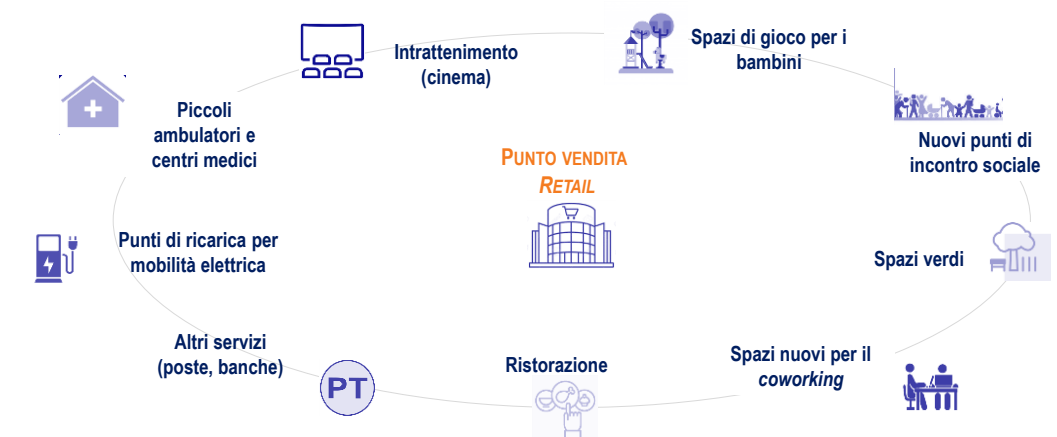 Intrattenimento
(cinema)
Spazi di gioco per i
bambini
Piccoli
ambulatori e
centri medici
Nuovi punti di
incontro sociale
PUNTO VENDITA
RETAIL
Punti di ricarica per
mobilità elettrica
Spazi verdi
Altri servizi
(poste, banche)
PT
Ristorazione
Spazi nuovi per il
coworking